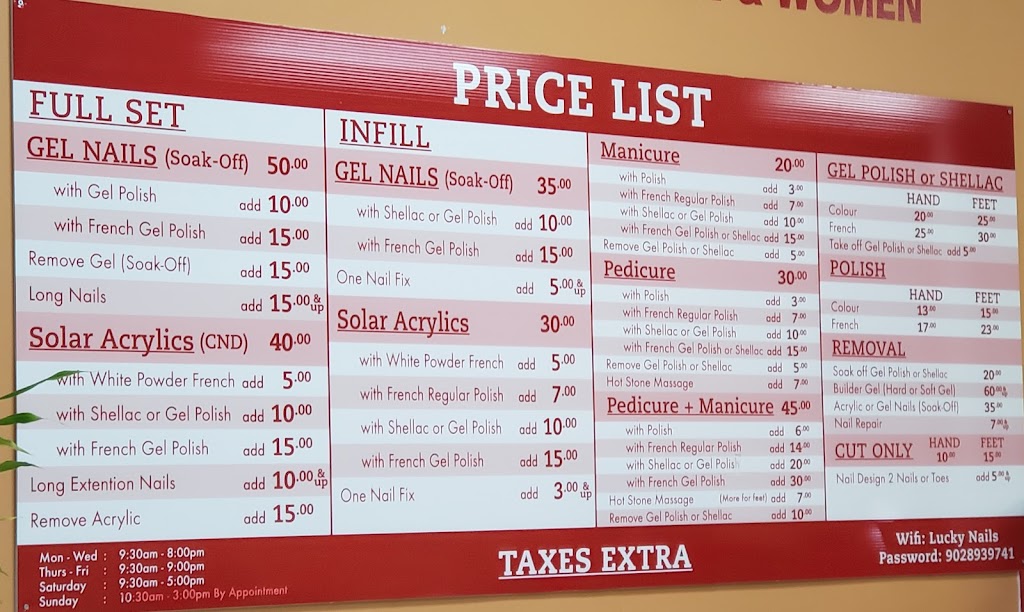 & WOMEN
PRICE LIST
FULL SET
GEL NAILS (Soak-Off) 50.00
with Gel Polish add 10.00
with French Gel Polish add 15.00
Remove Gel (Soak-Off) add 15.00
Long Nails add 15.00 & up
Solar Acrylics (CND) 40.00
with White Powder French add 5.00
with Shellac or Gel Polish add 10.00
with French Gel Polish add 15.00
Long Extention Nails add 10.00 & up
Remove Acrylic add 15.00
INFILL
GEL NAILS (Soak-Off) 35.00
with Shellac or Gel Polish add 10.00
with French Gel Polish add 15.00
One Nail Fix add 5.00 & up
Solar Acrylics 30.00
with White Powder French add 5.00
with French Regular Polish add 7.00
with Shellac or Gel Polish add 10.00
with French Gel Polish add 15.00
One Nail Fix add 3.00 & up
Manicure 20.00
with Polish add 3.00
with French Regular Polish add 7.00
with Shellac or Gel Polish add 10.00
with French Gel Polish or Shellac add 15.00
Remove Gel Polish or Shellac add 5.00
Pedicure 30.00
with Polish add 3.00
with French Regular Polish add 7.00
with Shellac or Gel Polish add 10.00
with French Gel Polish or Shellac add 15.00
Remove Gel Polish or Shellac add 5.00
Hot Stone Massage add 7.00
Pedicure + Manicure 45.00
with Polish add 6.00
with French Regular Polish add 14.00
with Shellac or Gel Polish add 20.00
with French Gel Polish add 30.00
Hot Stone Massage (More for feet) add 7.00
Remove Gel Polish or Shellac add 10.00
GEL POLISH or SHELLAC
HAND FEET
Colour 20.00 25.00
French 25.00 30.00
Take off Gel Polish or Shellac add 5.00
POLISH
HAND FEET
Colour 13.00 15.00
French 17.00 23.00
REMOVAL
Soak off Gel Polish or Shellac 20.00
Builder Gel (Hard or Soft Gel) 60.00 & up
Acrylic or Gel Nails (Soak Off) 35.00
Nail Repair 7.00 & up
CUT ONLY HAND FEET
10.00 15.00
Nail Design 2 Nails or Toes add 5.00 & up
Mon - Wed : 9:30am - 8:00pm
Thurs - Fri : 9:30am - 9:00pm
Saturday : 9:30am - 5:00pm
Sunday : 10:30am - 3:00pm By Appointment
TAXES EXTRA
Wifi: Lucky Nails
Password: 9028939741